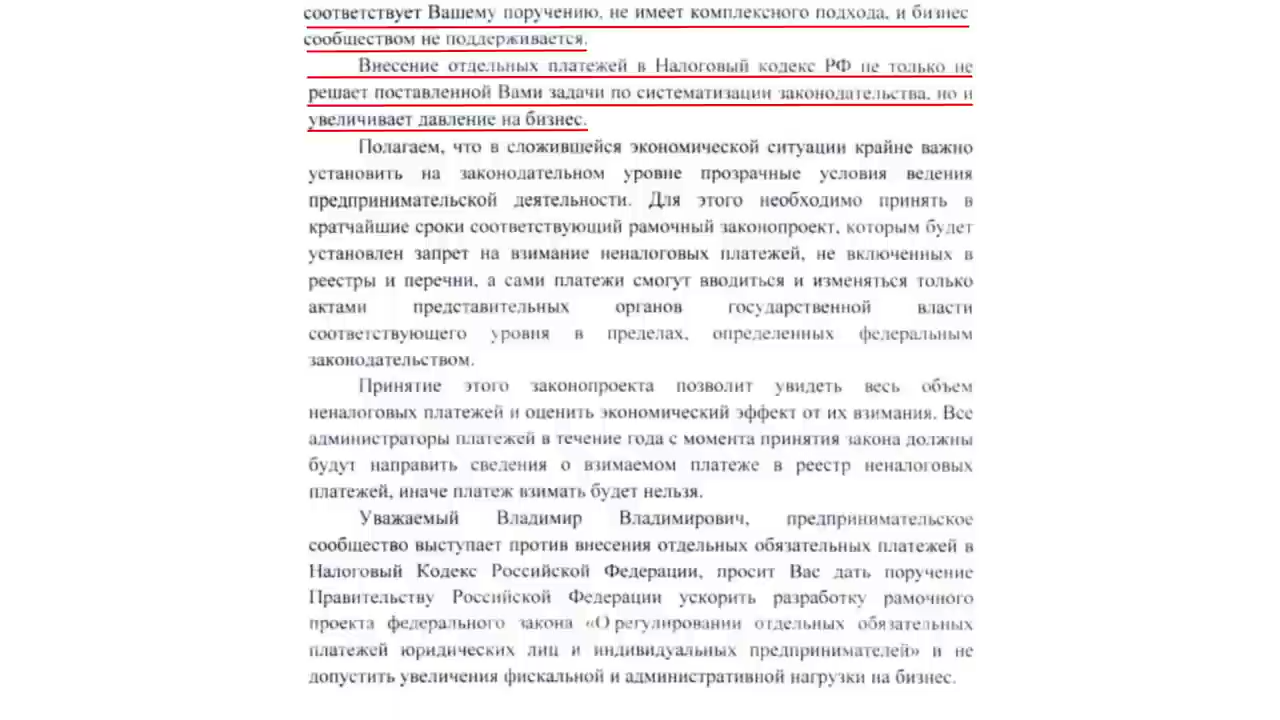 соответствует Вашему поручению, не имеет комплексного подхода, и бизнес
сообществом не поддерживается.
Внесение отдельных платежей в Налоговый кодекс РФ не только не
решает поставленной Вами задачи по систематизации законодательства, но и
увеличивает давление на бизнес.
Полагаем, что в сложившейся экономической ситуации крайне важно
установить на законодательном уровне прозрачные условия ведения
предпринимательской деятельности. Для этого необходимо принять в
кратчайшие сроки соответствующий рамочный законопроект, которым будет
установлен запрет на взимание неналоговых платежей, не включенных в
реестры и перечни, а сами платежи смогут вводиться и изменяться только
актами представительных органов государственной власти
соответствующего уровня в пределах, определенных федеральным
законодательством.
Принятие этого законопроекта позволит увидеть весь объем
неналоговых платежей и оценить экономический эффект от их взимания. Все
администраторы платежей в течение года с момента принятия закона должны
будут направить сведения о взимаемом платеже в реестр неналоговых
платежей, иначе платеж взимать будет нельзя.
Уважаемый Владимир Владимирович, предпринимательское
сообщество выступает против внесения отдельных обязательных платежей в
Налоговый Кодекс Российской Федерации, просит Вас дать поручение
Правительству Российской Федерации ускорить разработку рамочного
проекта федерального закона «О регулировании отдельных обязательных
платежей юридических лиц и индивидуальных предпринимателей» и не
допустить увеличения фискальной и административной нагрузки на бизнес.